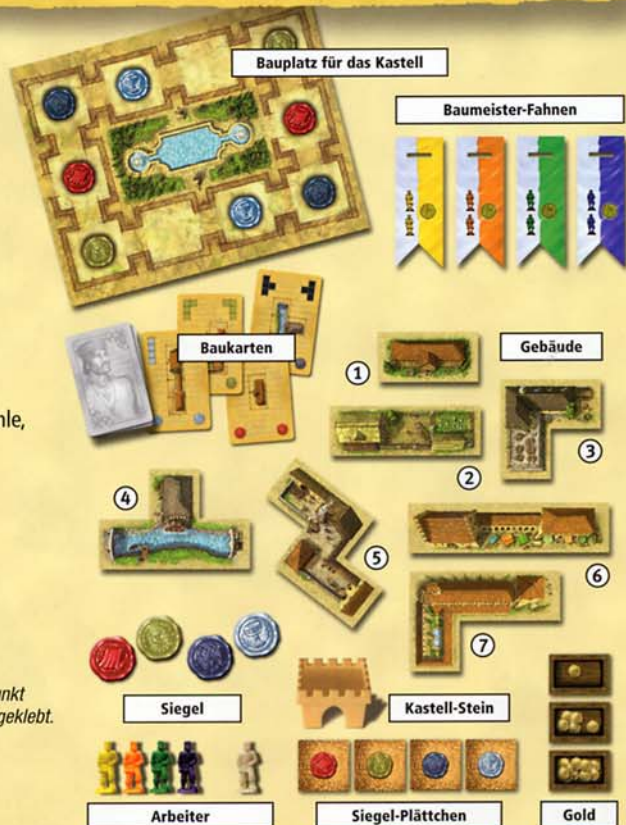 Bauplatz für das Kastell
Baumeister-Fahnen
Baukarten
Gebäude
1
2
3
4
5
6
7
Siegel
Kastell-Stein
Arbeiter
Siegel-Plättchen
Gold
geklebt.